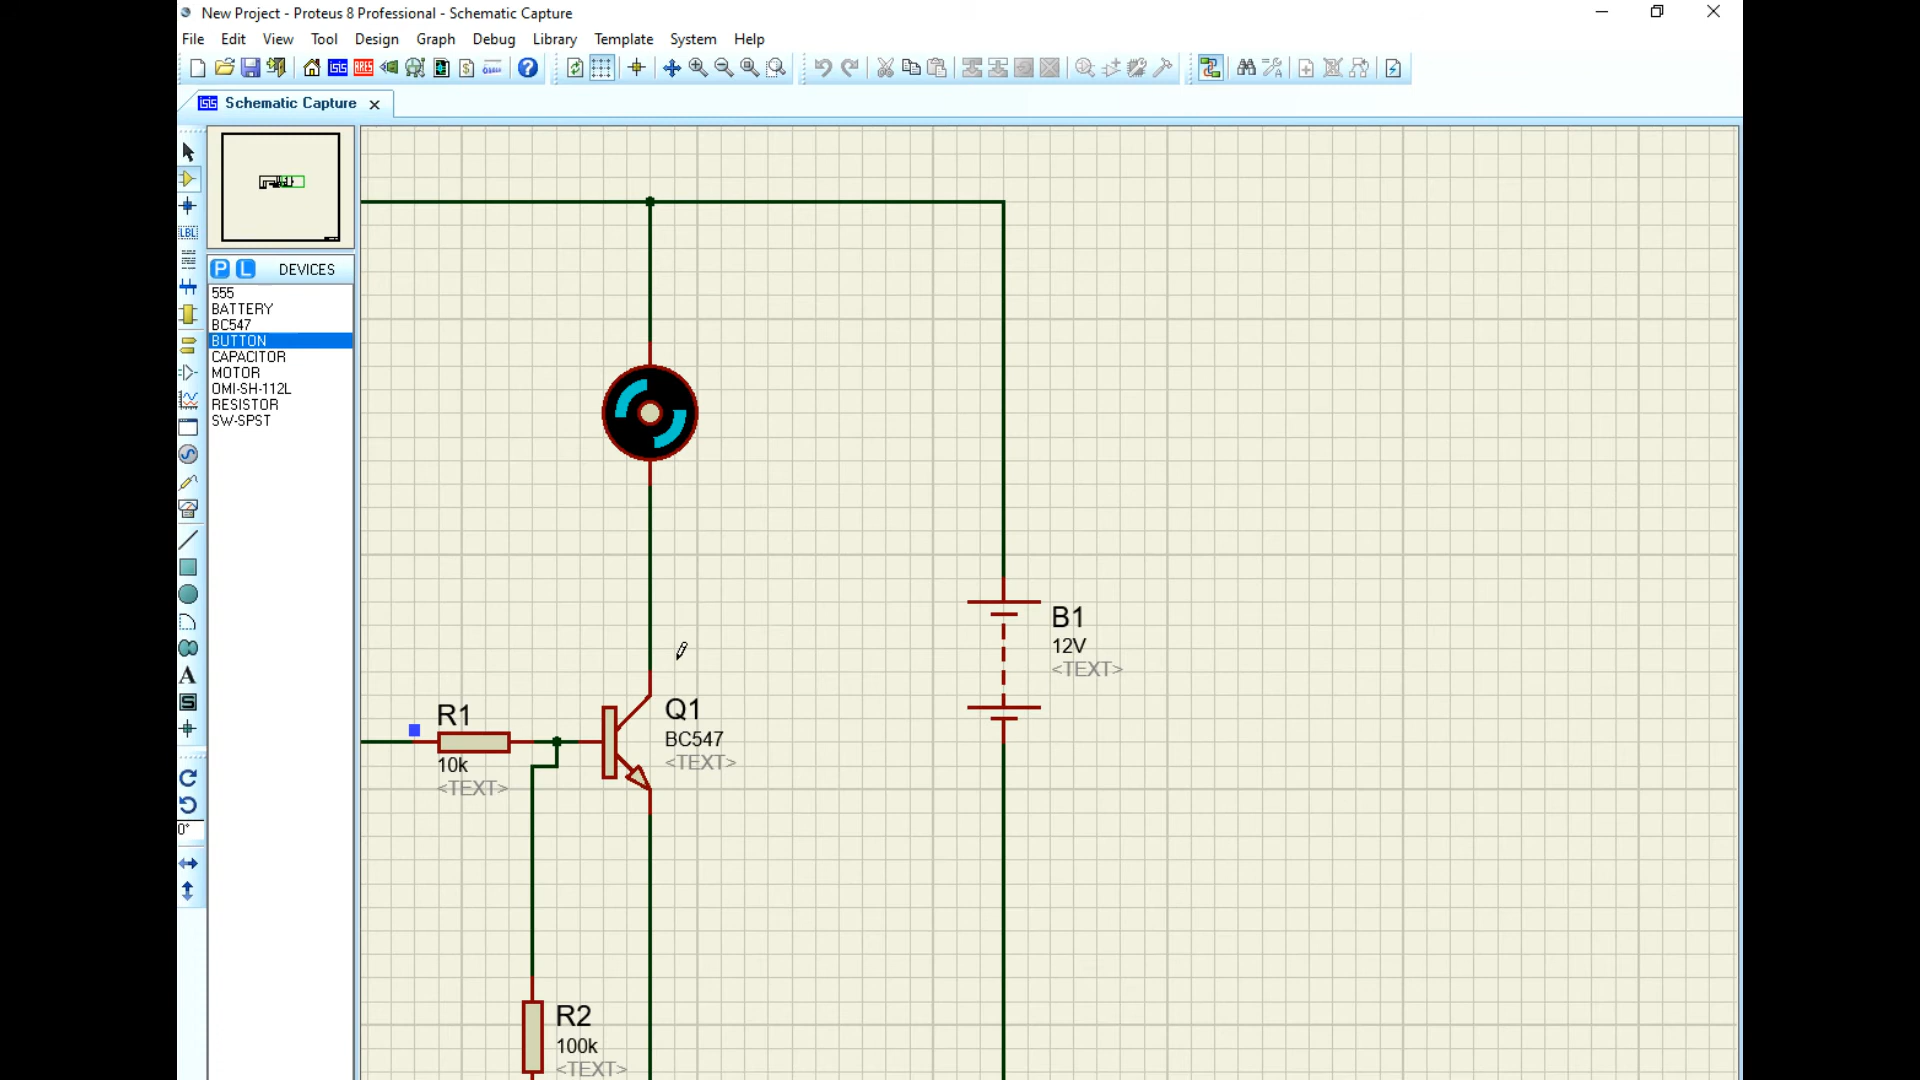 New Project - Proteus 8 Professional - Schematic Capture
File Edit View Tool Design Graph Debug Library Template System Help
Schematic Capture
LBL
P L DEVICES
555
BATTERY
BC547
BUTTON
CAPACITOR
MOTOR
OMI-SH-112L
RESISTOR
SW-SPST
A
S
0°
B1
12V
<TEXT>
Q1
BC547
<TEXT>
R1
10k
<TEXT>
R2
100k
<TEXT>